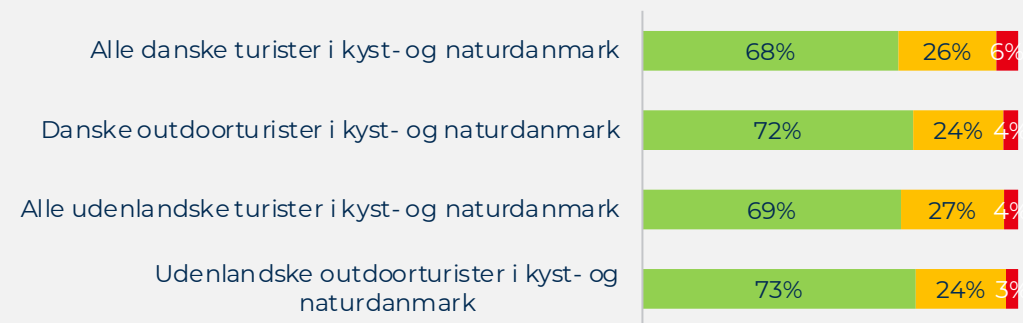 Alle danske turister i kyst- og naturdanmark 68% 26% 6%
Danske outdoorturister i kyst- og naturdanmark 72% 24% 4%
Alle udenlandske turister i kyst- og naturdanmark 69% 27% 4%
Udenlandske outdoorturister i kyst- og
naturdanmark 73% 24% 3%